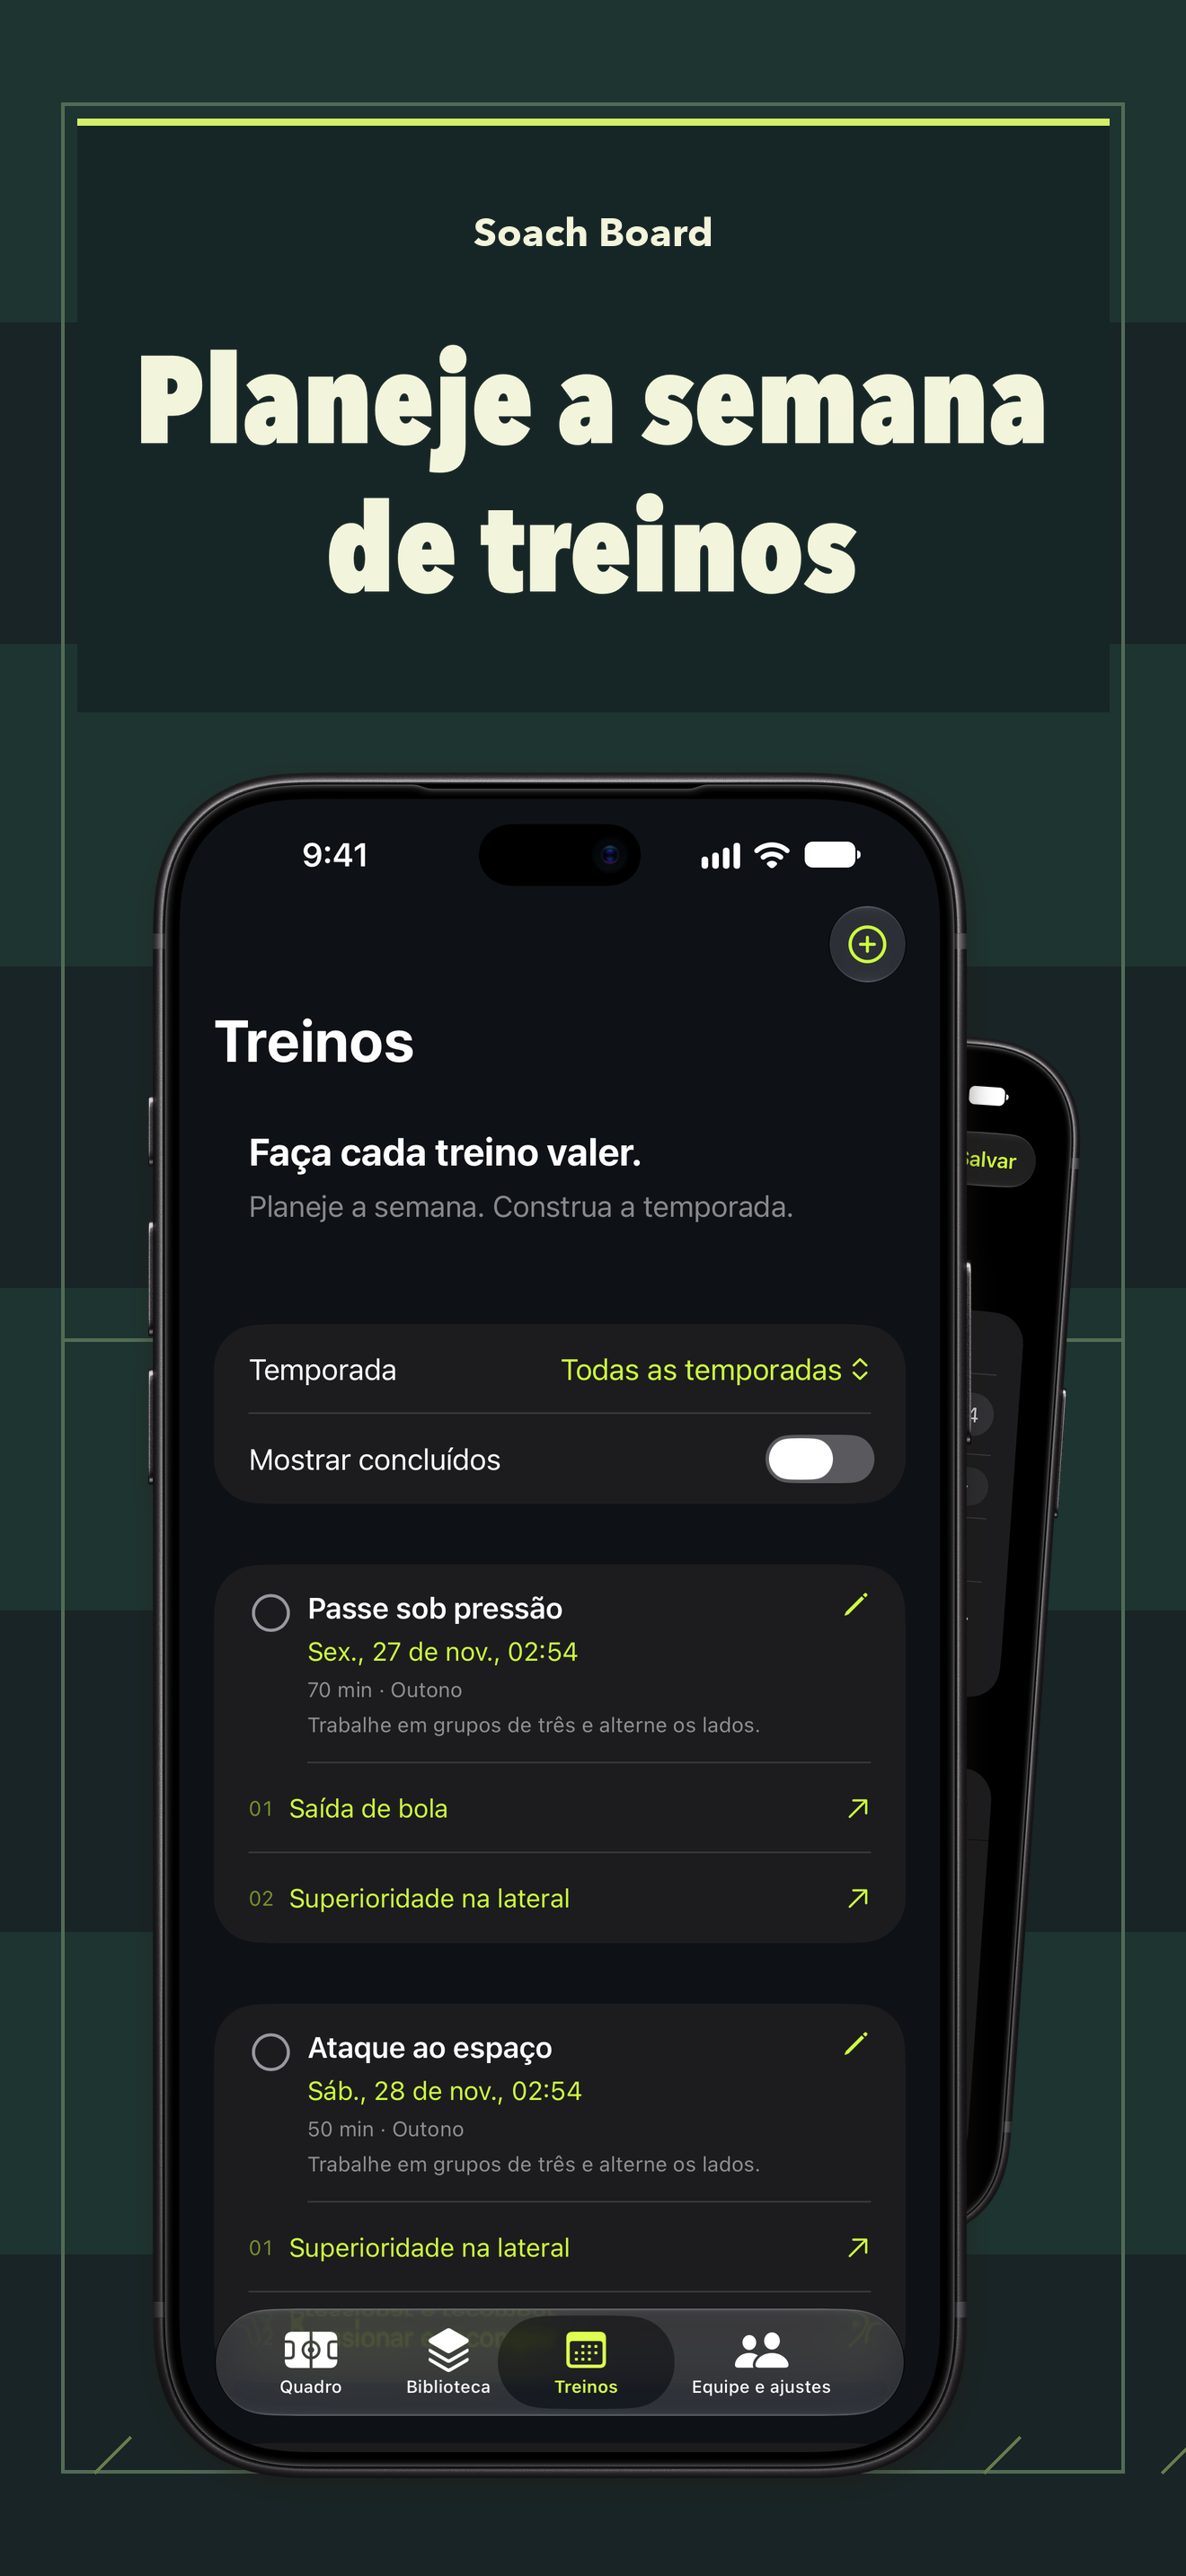 Soach Board
Planeje a semana
de treinos
9:41
Treinos
Salvar
Faça cada treino valer.
Planeje a semana. Construa a temporada.
Temporada
Todas as temporadas
4
Mostrar concluídos
Passe sob pressão
Sex., 27 de nov., 02:54
70 min · Outono
Trabalhe em grupos de três e alterne os lados.
01 Saída de bola
02 Superioridade na lateral
Ataque ao espaço
Sáb., 28 de nov., 02:54
50 min · Outono
Trabalhe em grupos de três e alterne os lados.
01 Superioridade na lateral
Quadro
Biblioteca
Treinos
Equipe e ajustes